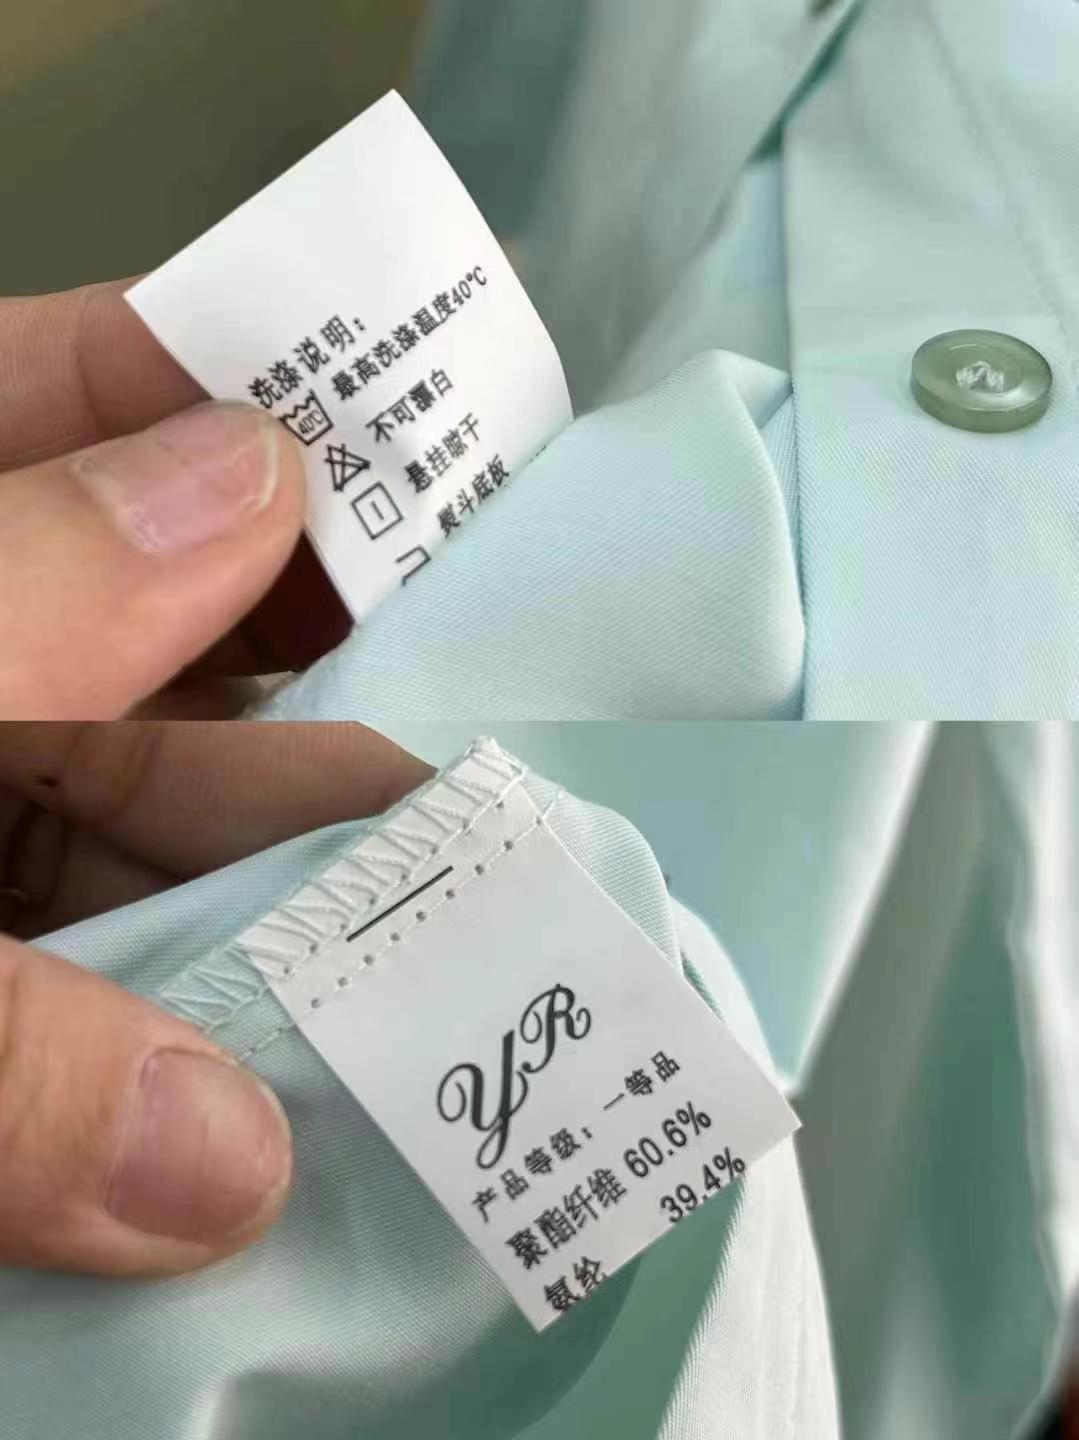 洗涤说明：
40℃ 最高洗涤温度40℃
不可漂白
悬挂晾干
熨斗底板
YR
产品等级：一等品
聚酯纤维 60.6%
氨纶 39.4%